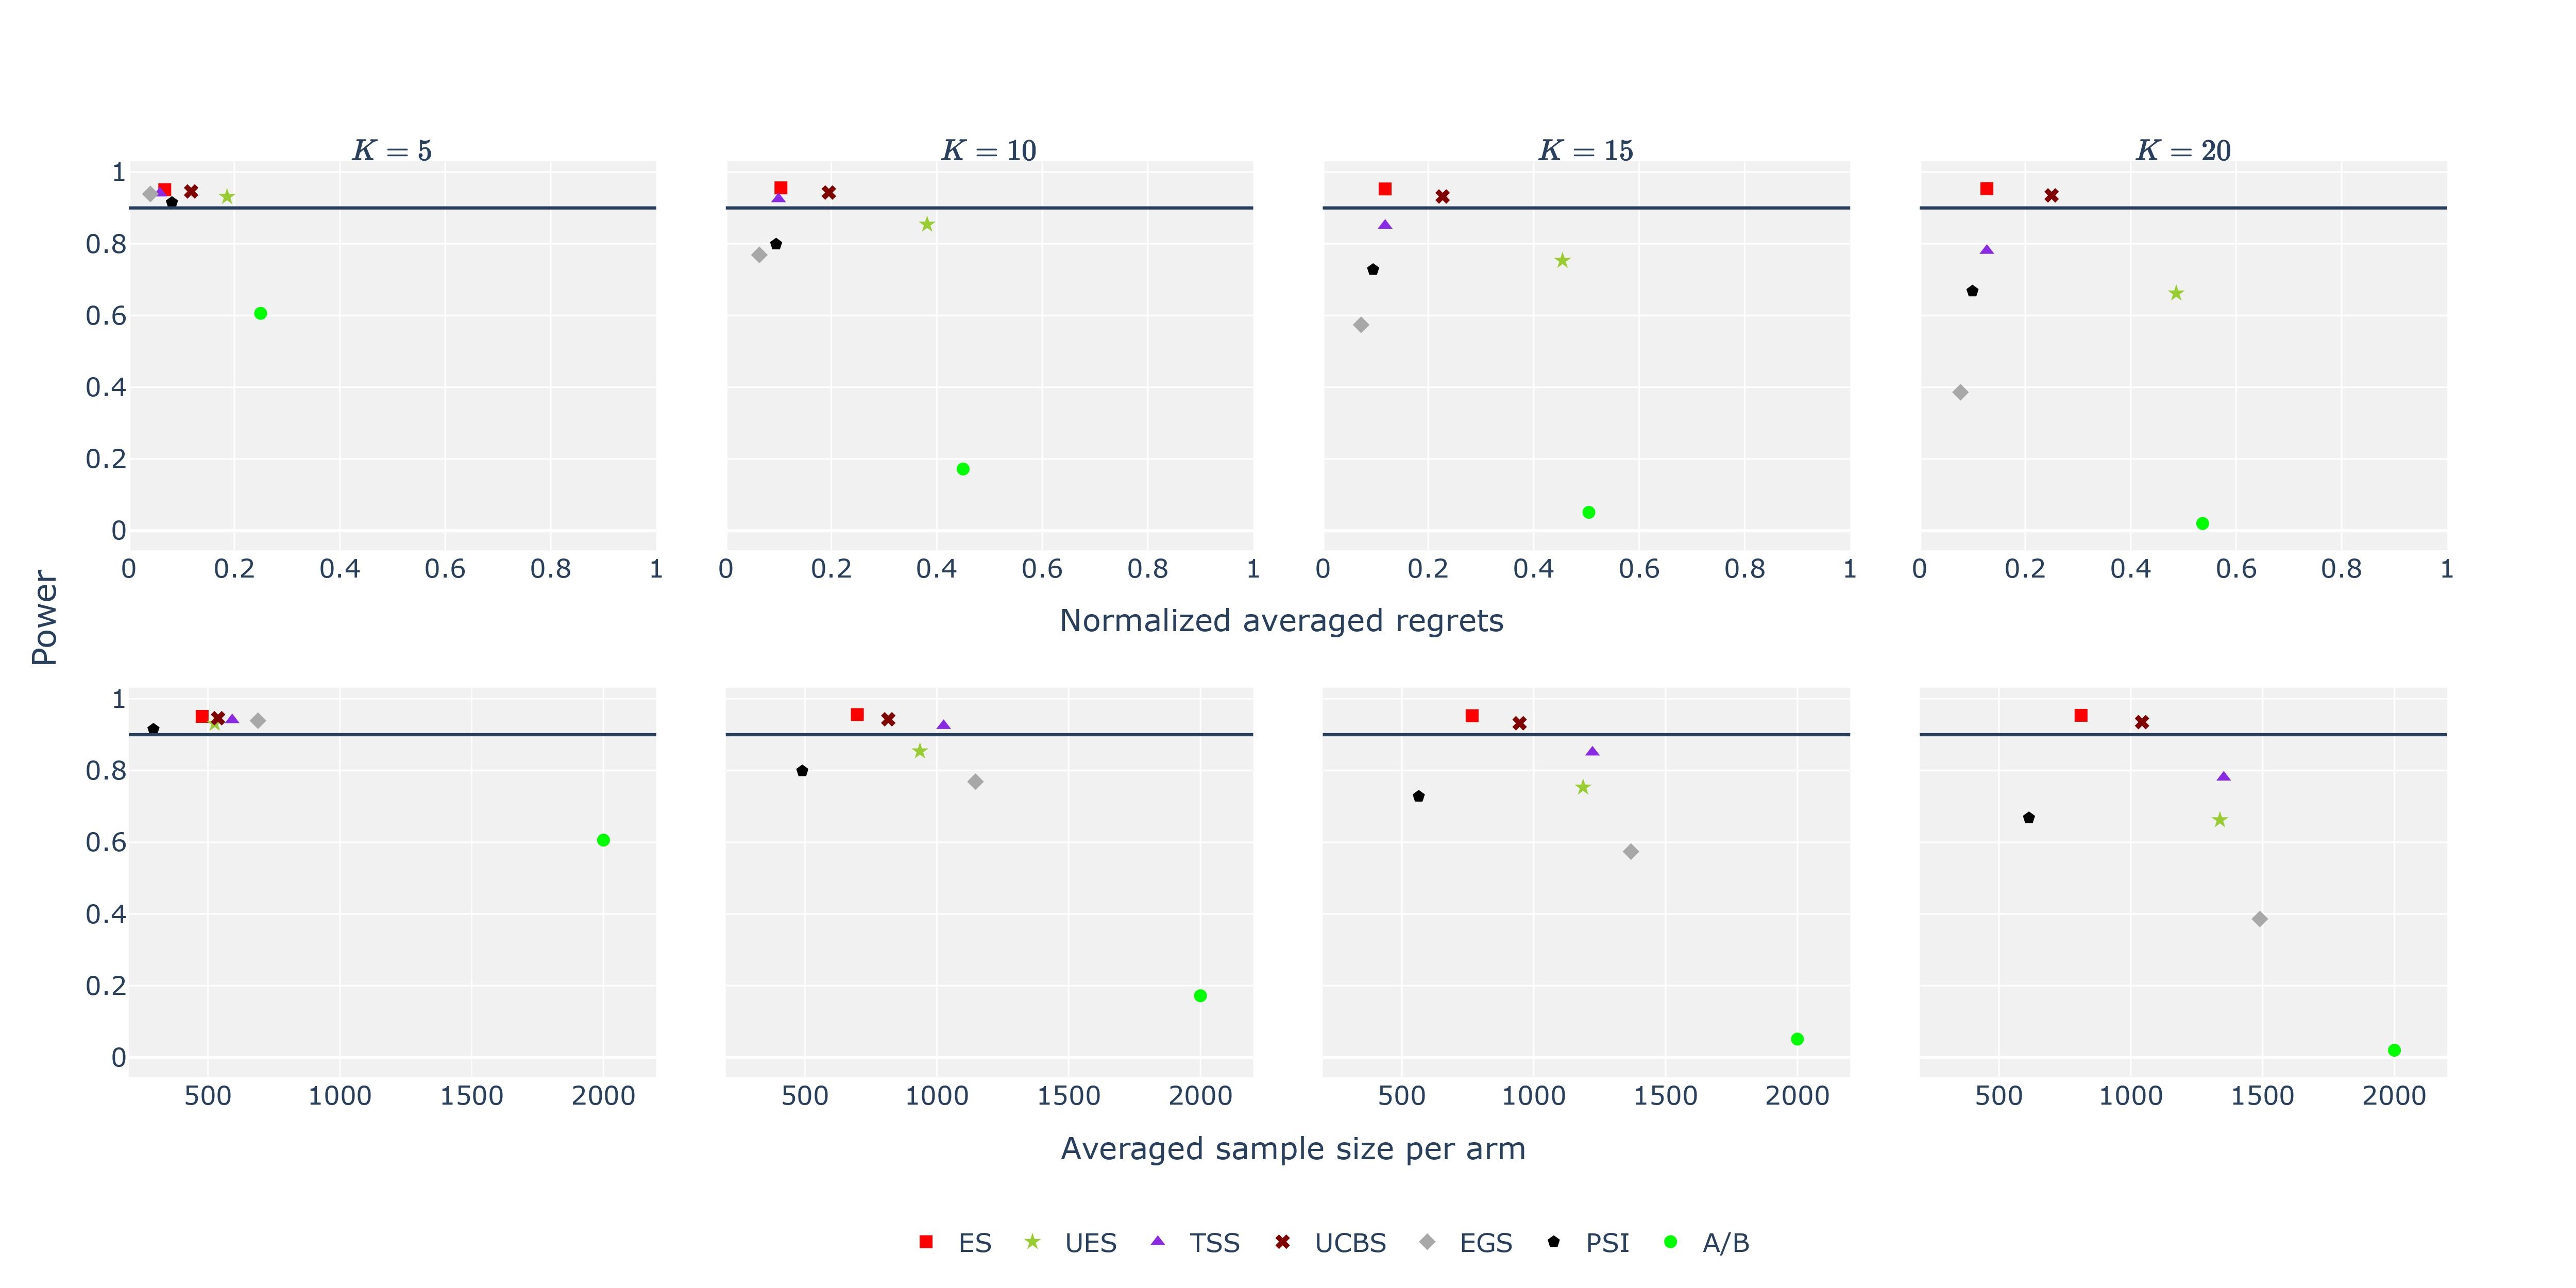 K = 5 K = 10 K = 15 K = 20
1
0.8
0.6
0.4
0.2
0
0 0.2 0.4 0.6 0.8 1 0 0.2 0.4 0.6 0.8 1 0 0.2 0.4 0.6 0.8 1 0 0.2 0.4 0.6 0.8 1
Normalized averaged regrets
Power
1
0.8
0.6
0.4
0.2
0
500 1000 1500 2000 500 1000 1500 2000 500 1000 1500 2000 500 1000 1500 2000
Averaged sample size per arm
ES UES TSS UCBS EGS PSI A/B